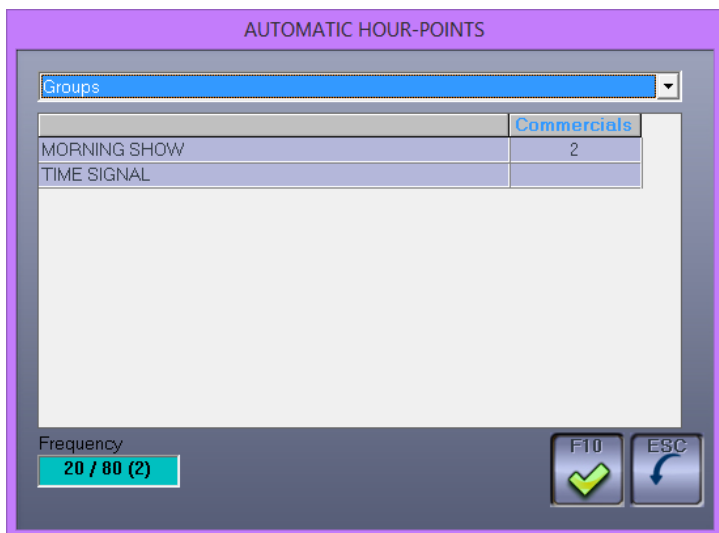 AUTOMATIC HOUR-POINTS
Groups
Commercials
MORNING SHOW 2
TIME SIGNAL
Frequency
20 / 80 (2)
F10 ESC